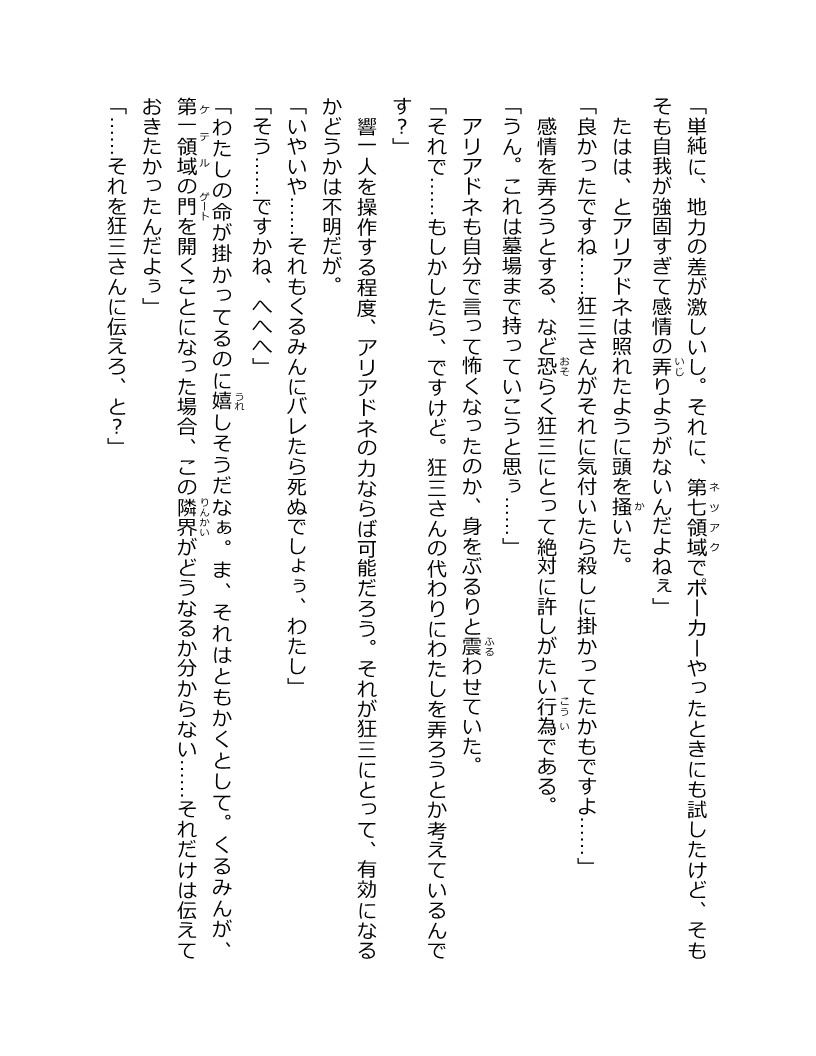 「単純に、地力の差が激しいし。それに、第七領域でポーカーやったときにも試したけど、そも
そも自我が強固すぎて感情の弄りようがないんだよねぇ」
　たはは、とアリアドネは照れたように頭を掻いた。
「良かったですね……狂三さんがそれに気付いたら殺しに掛かってたかもですよ……」
　感情を弄ろうとする、など恐らく狂三にとって絶対に許しがたい行為である。
「うん。これは墓場まで持っていこうと思ぅ……」
　アリアドネも自分で言って怖くなったのか、身をぶるりと震わせていた。
「それで……もしかしたら、ですけど。狂三さんの代わりにわたしを弄ろうとか考えているんで
す？」
　響一人を操作する程度、アリアドネの力ならば可能だろう。それが狂三にとって、有効になる
かどうかは不明だが。
「いやいや……それもくるみんにバレたら死ぬでしょぅ、わたし」
「そう……ですかね、へへへ」
「わたしの命が掛かってるのに嬉しそうだなぁ。ま、それはともかくとして。くるみんが、
第一領域の門を開くことになった場合、この隣界がどうなるか分からない……それだけは伝えて
おきたかったんだよぅ」
「……それを狂三さんに伝えろ、と？」